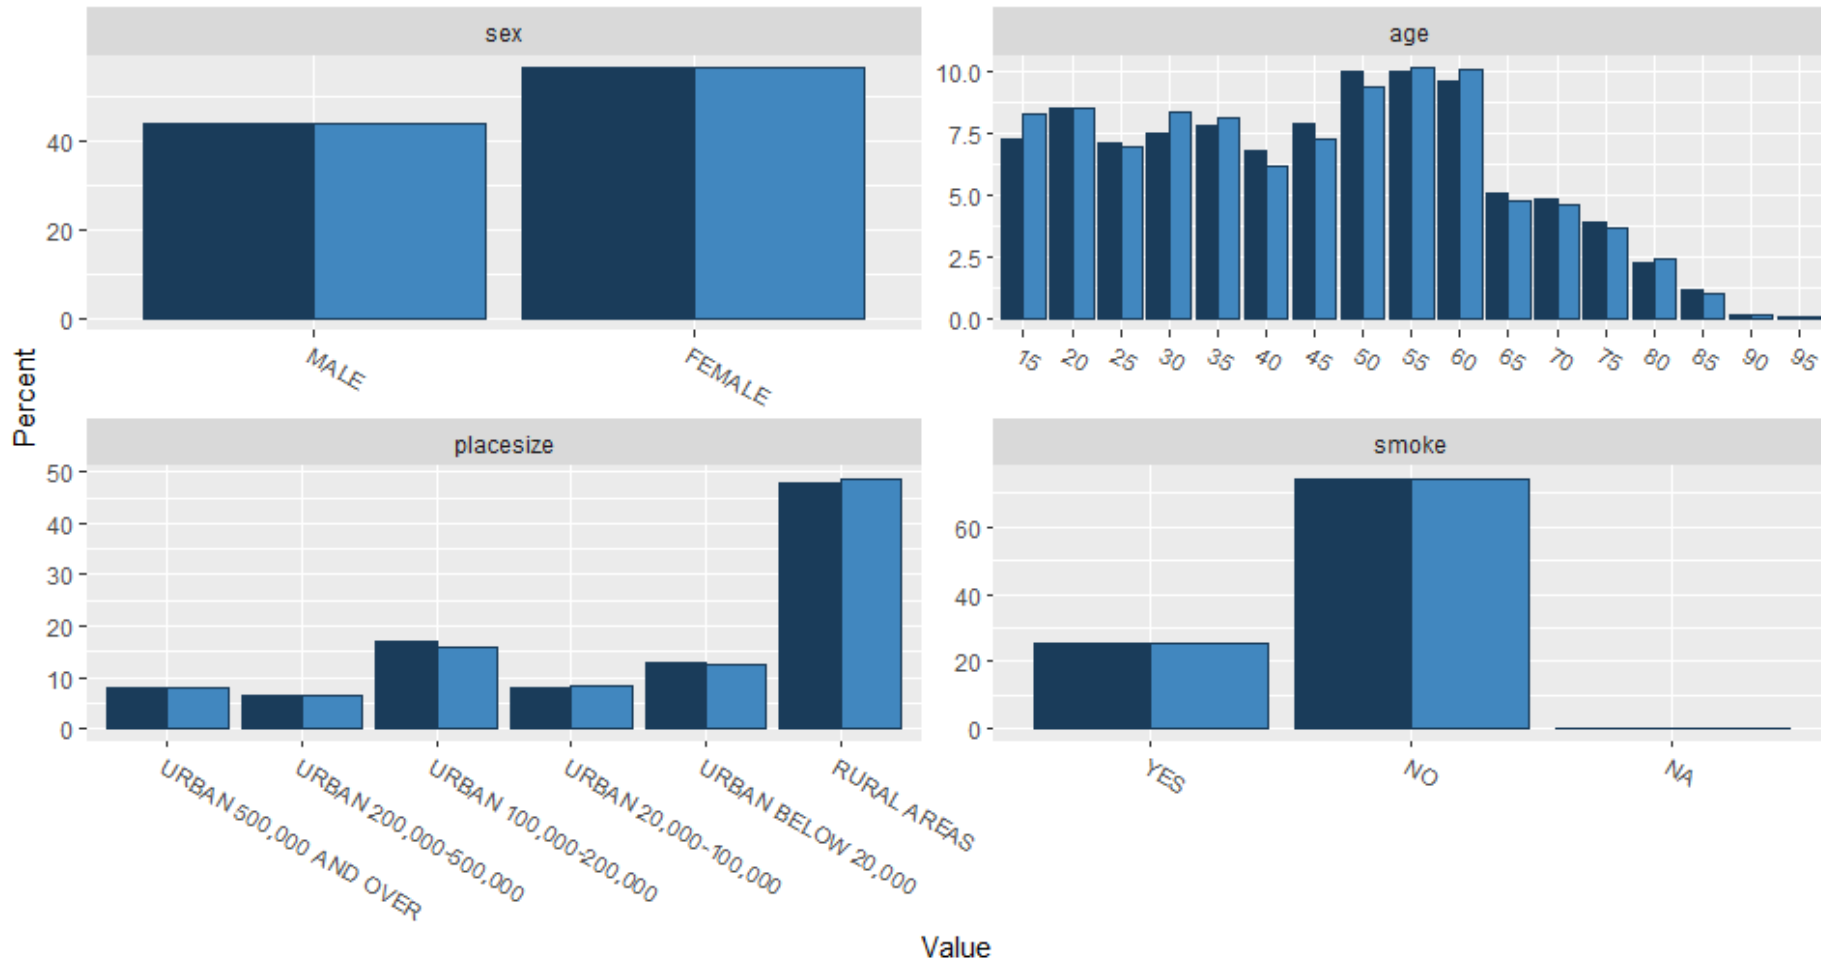 sex
age
40
20
0
MALE
FEMALE
10.0
7.5
5.0
2.5
0.0
15
20
25
30
35
40
45
50
55
60
65
70
75
80
85
90
95
Percent
placesize
smoke
50
40
30
20
10
0
URBAN 500,000 AND OVER
URBAN 200,000-500,000
URBAN 100,000-200,000
URBAN 20,000-100,000
URBAN BELOW 20,000
RURAL AREAS
60
40
20
0
YES
NO
NA
Value